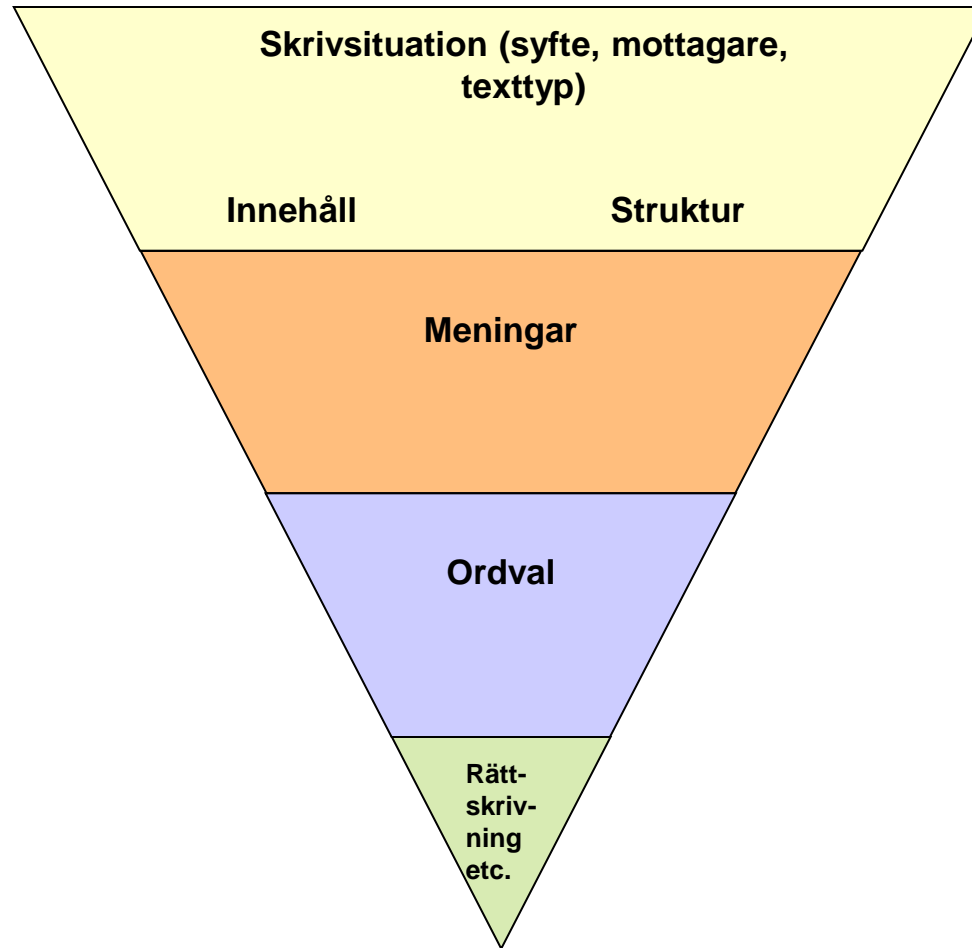 Skrivsituation (syfte, mottagare,
texttyp)
Innehåll Struktur
Meningar
Ordval
Rätt-
skriv-
ning
etc.